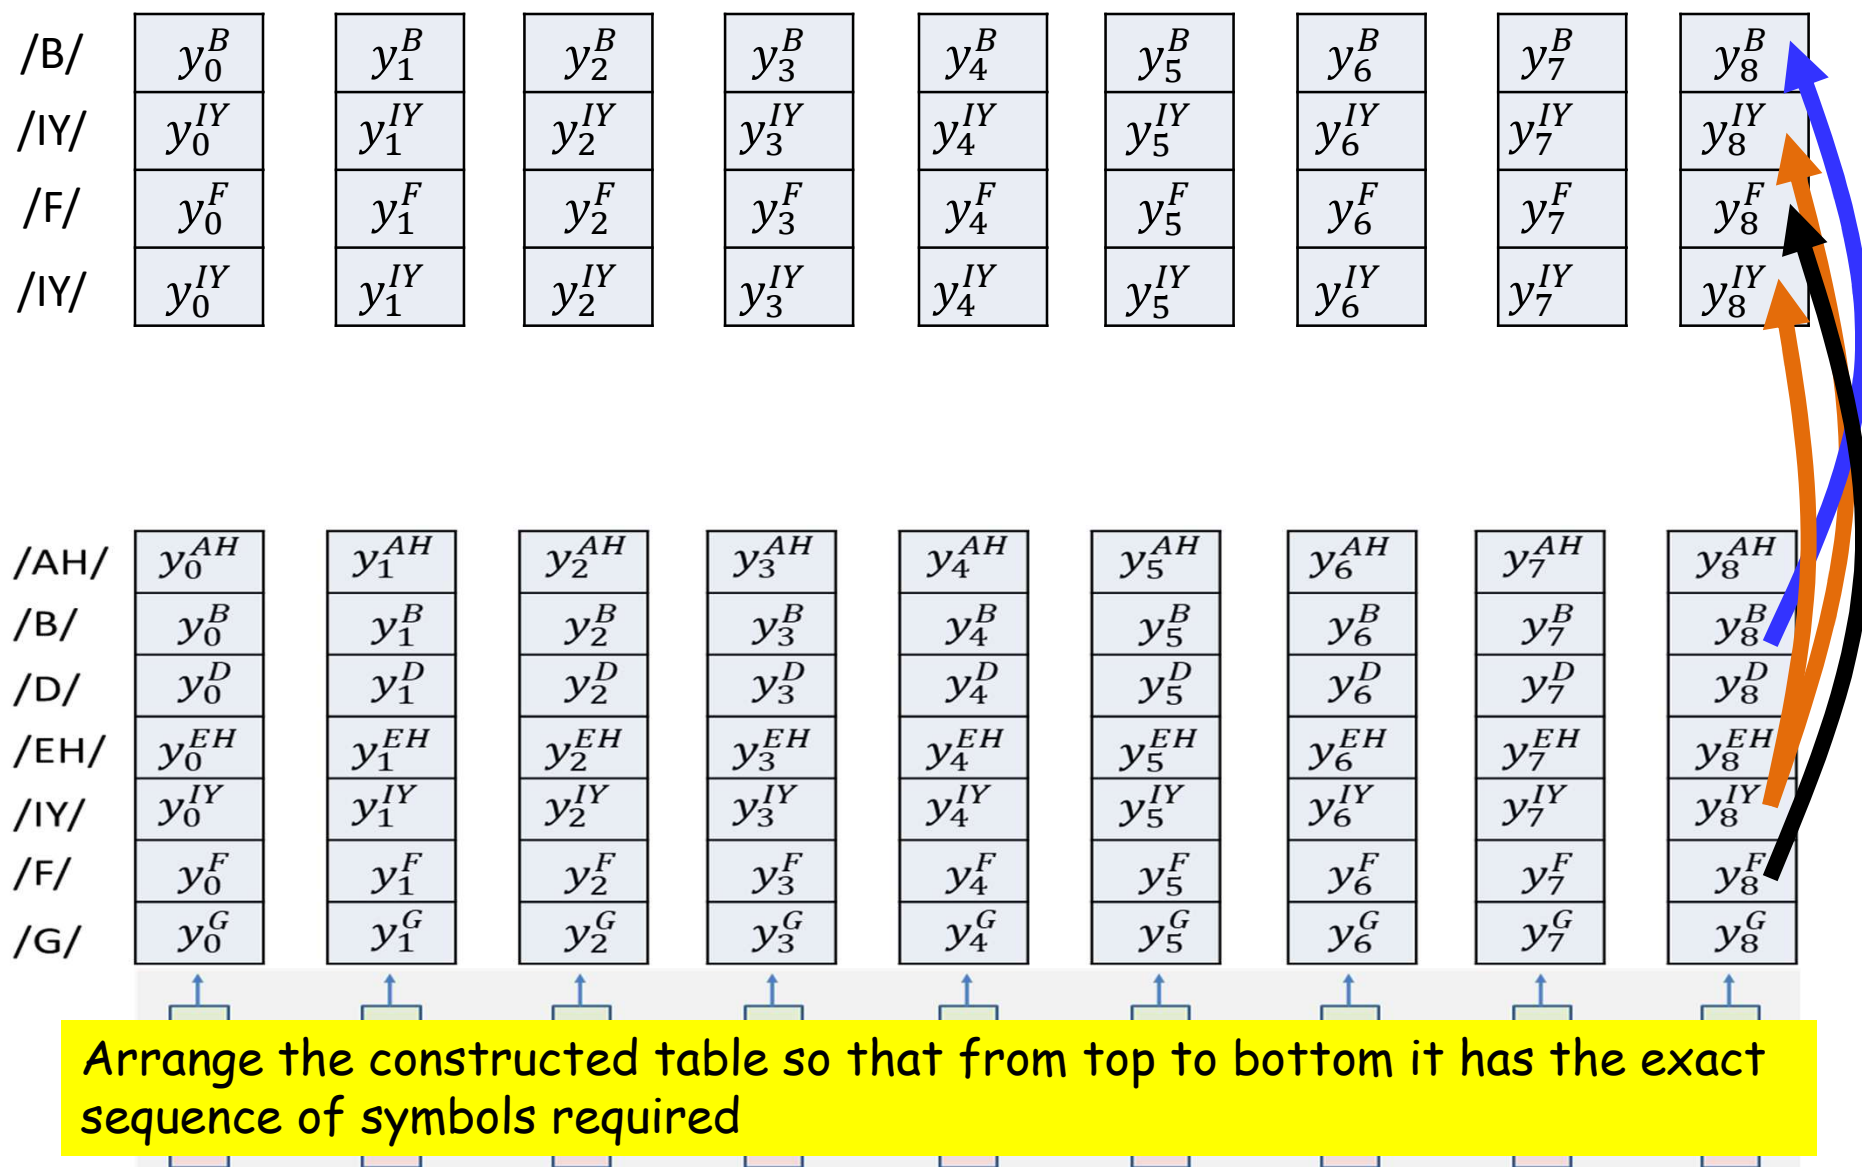 /B/ y_0^B y_1^B y_2^B y_3^B y_4^B y_5^B y_6^B y_7^B y_8^B
/IY/ y_0^{IY} y_1^{IY} y_2^{IY} y_3^{IY} y_4^{IY} y_5^{IY} y_6^{IY} y_7^{IY} y_8^{IY}
/F/ y_0^F y_1^F y_2^F y_3^F y_4^F y_5^F y_6^F y_7^F y_8^F
/IY/ y_0^{IY} y_1^{IY} y_2^{IY} y_3^{IY} y_4^{IY} y_5^{IY} y_6^{IY} y_7^{IY} y_8^{IY}
/AH/ y_0^{AH} y_1^{AH} y_2^{AH} y_3^{AH} y_4^{AH} y_5^{AH} y_6^{AH} y_7^{AH} y_8^{AH}
/B/ y_0^B y_1^B y_2^B y_3^B y_4^B y_5^B y_6^B y_7^B y_8^B
/D/ y_0^D y_1^D y_2^D y_3^D y_4^D y_5^D y_6^D y_7^D y_8^D
/EH/ y_0^{EH} y_1^{EH} y_2^{EH} y_3^{EH} y_4^{EH} y_5^{EH} y_6^{EH} y_7^{EH} y_8^{EH}
/IY/ y_0^{IY} y_1^{IY} y_2^{IY} y_3^{IY} y_4^{IY} y_5^{IY} y_6^{IY} y_7^{IY} y_8^{IY}
/F/ y_0^F y_1^F y_2^F y_3^F y_4^F y_5^F y_6^F y_7^F y_8^F
/G/ y_0^G y_1^G y_2^G y_3^G y_4^G y_5^G y_6^G y_7^G y_8^G
Arrange the constructed table so that from top to bottom it has the exact
sequence of symbols required